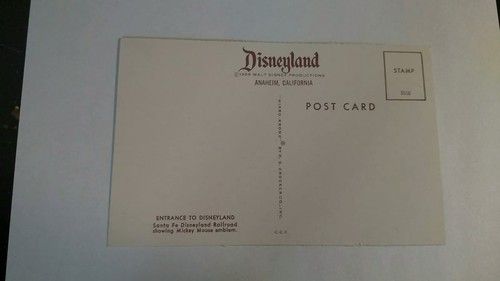 Disneyland
WALT DISNEY PRODUCTIONS
ANAHEIM, CALIFORNIA
STAMP
POST CARD
ENTRANCE TO DISNEYLAND
Santa Fe Disneyland Railroad
showing Mickey Mouse emblem.